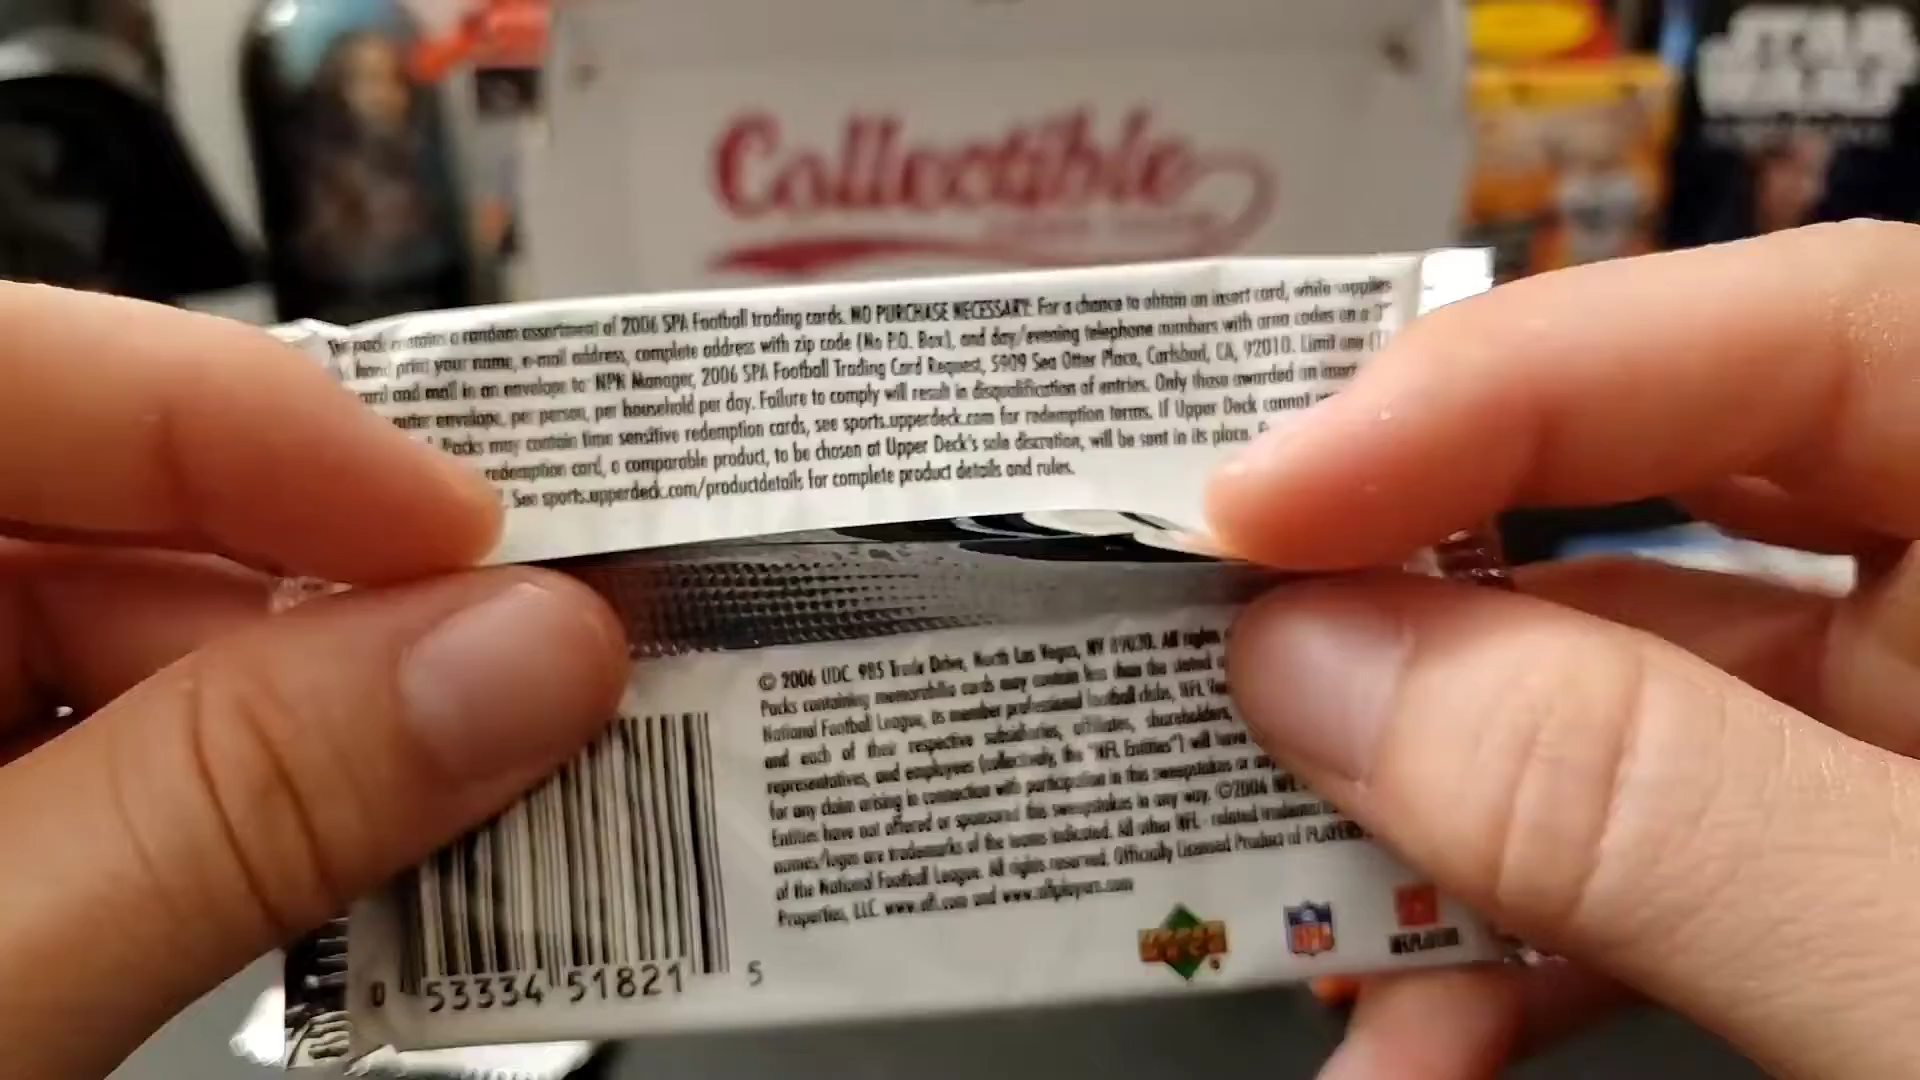 Collectible
STAR
WARS
pack contains a random assortment of 2006 SPA Football trading cards. NO PURCHASE NECESSARY: For a chance to obtain an insert card, while supplies
hand print your name, e-mail address, complete address with zip code (No P.O. Box), and day/evening telephone numbers with area codes on a 3"
card and mail in an envelope to: NPN Manager, 2006 SPA Football Trading Card Request, 5909 Sea Otter Place, Carlsbad, CA, 92010. Limit one (1)
outer envelope, per person, per household per day. Failure to comply will result in disqualification of entries. Only those awarded an insert
Packs may contain time sensitive redemption cards, see sports.upperdeck.com for redemption terms. If Upper Deck cannot
redemption card, a comparable product, to be chosen at Upper Deck's sole discretion, will be sent in its place.
. See sports.upperdeck.com/productdetails for complete product details and rules.
© 2006 UDC, 985 Trade Drive, North Las Vegas, NV 89030. All rights
Packs containing memorabilia cards may contain less than the stated
National Football League, its member professional football clubs, NFL
and each of their respective subsidiaries, affiliates, shareholders,
representatives, and employees (collectively, the "NFL Entities") will have
for any claim arising in connection with participation in this sweepstakes or
Entities have not offered or sponsored this sweepstakes in any way. ©2006 NFL
names/logos are trademarks of the teams indicated. All other NFL - related trademarks
of the National Football League. All rights reserved. Officially Licensed Product of PLAYERS
Properties, LLC. www.nfl.com and www.nflplayers.com
UPPER DECK
NFL
NFLPLAYERS
0 53334 51821 5